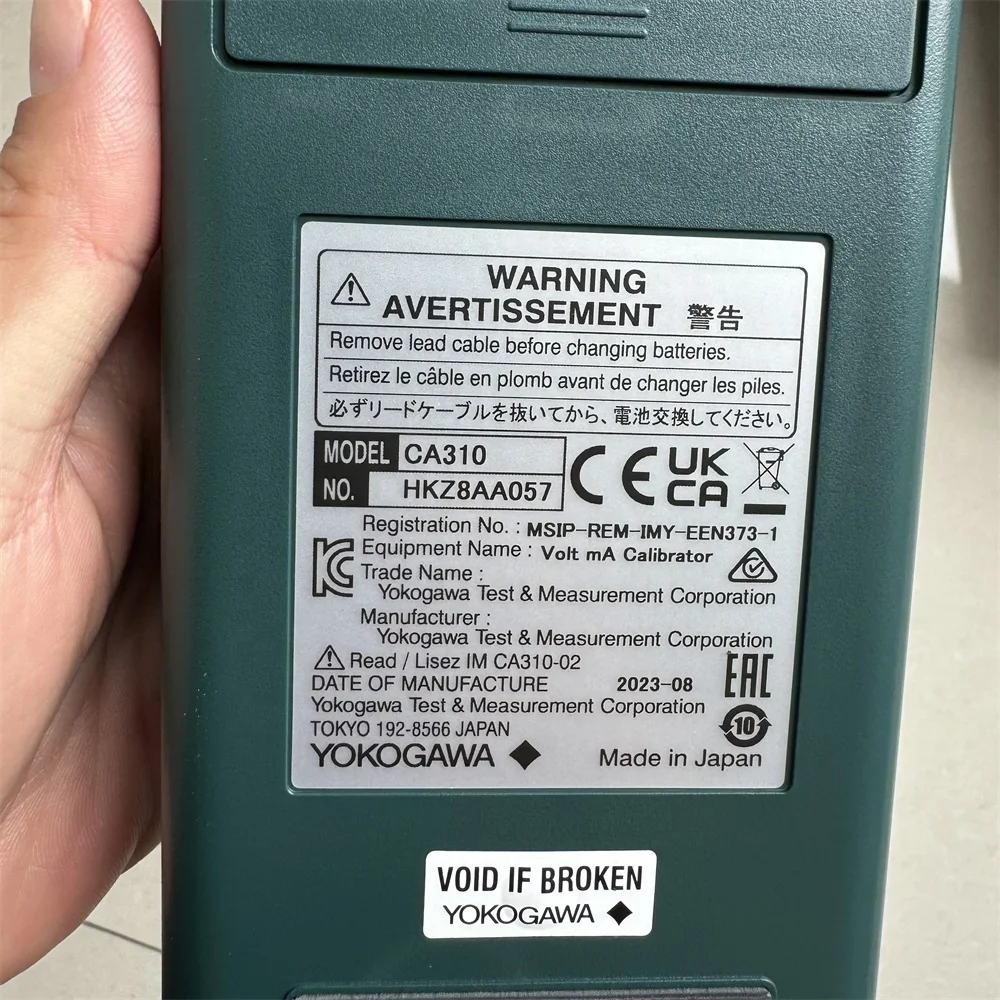 WARNING
AVERTISSEMENT 警告
Remove lead cable before changing batteries.
Retirez le câble en plomb avant de changer les piles.
必ずリードケーブルを抜いてから、電池交換してください。
MODEL CA310
NO. HKZ8AA057
CE UK CA
Registration No. : MSIP-REM-IMY-EEN373-1
Equipment Name : Volt mA Calibrator
Trade Name :
Yokogawa Test & Measurement Corporation
Manufacturer :
Yokogawa Test & Measurement Corporation
Read / Lisez IM CA310-02
DATE OF MANUFACTURE 2023-08
EAC
Yokogawa Test & Measurement Corporation
TOKYO 192-8566 JAPAN
10
YOKOGAWA
Made in Japan
VOID IF BROKEN
YOKOGAWA